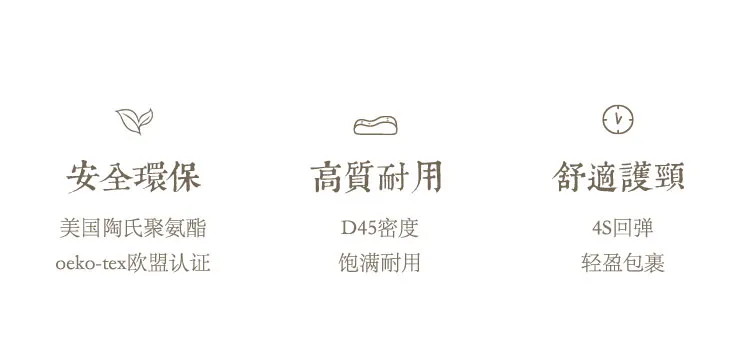 安全環保
美国陶氏聚氨酯
oeko-tex欧盟认证
高質耐用
D45密度
饱满耐用
舒適護頸
4S回弹
轻盈包裹